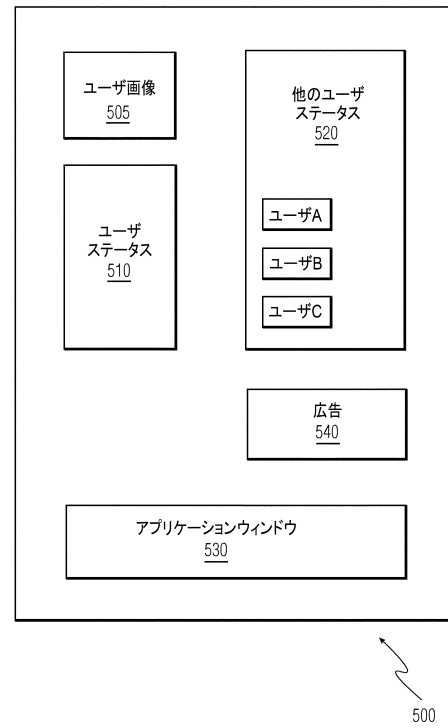 ユーザ画像
505
他のユーザ
ステータス
520
ユーザ
ステータス
510
ユーザA
ユーザB
ユーザC
広告
540
アプリケーションウィンドウ
530
500